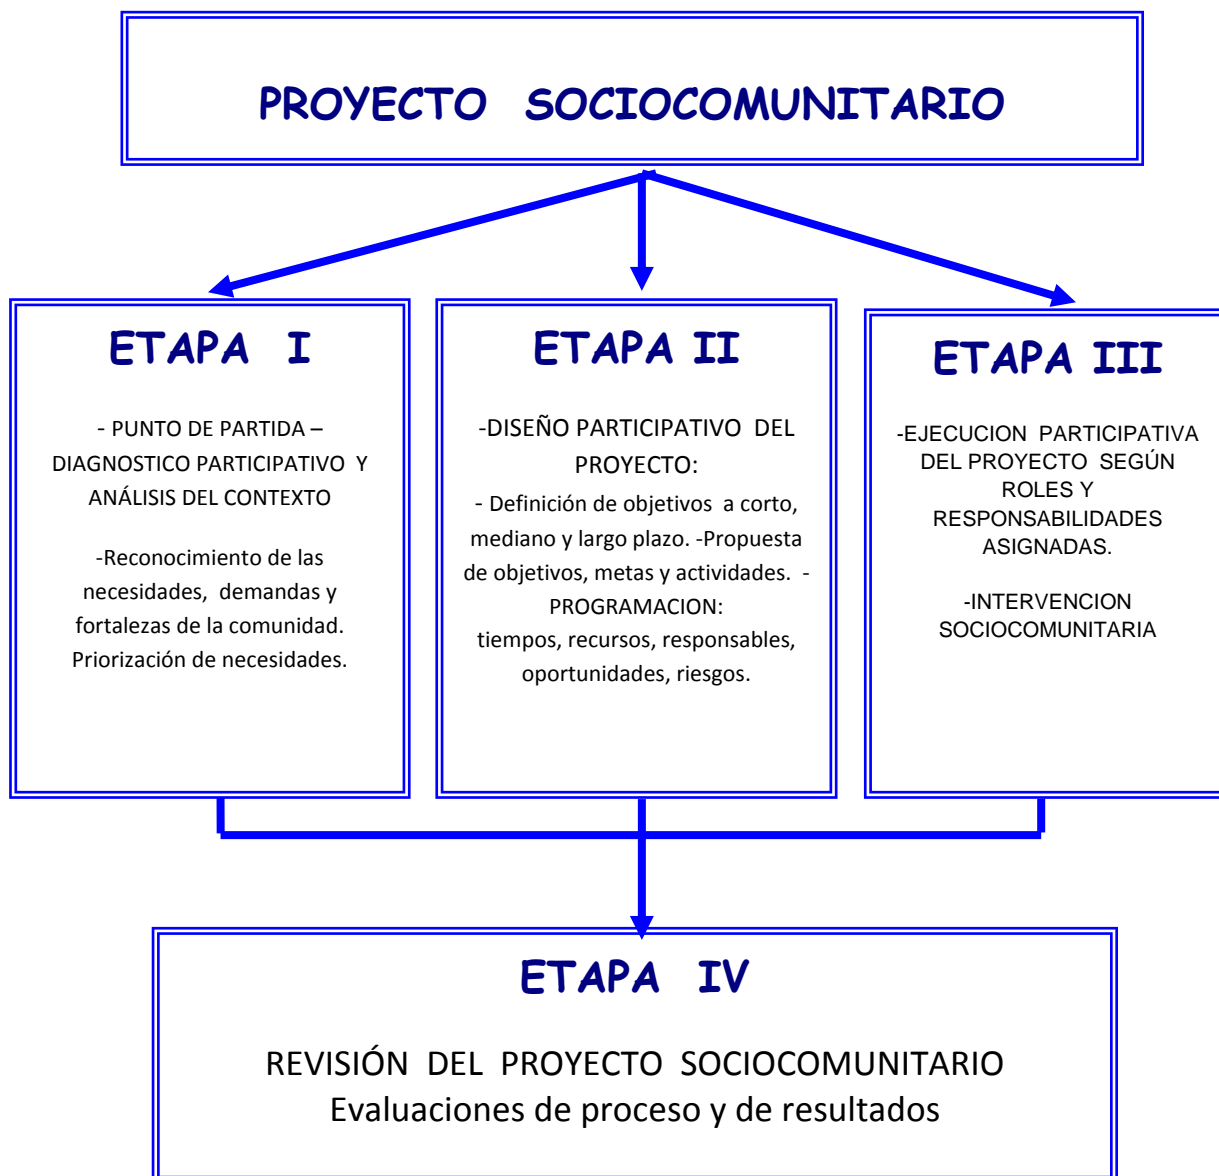 PROYECTO SOCIOCOMUNITARIO
ETAPA I
- PUNTO DE PARTIDA –
DIAGNOSTICO PARTICIPATIVO Y
ANÁLISIS DEL CONTEXTO
-Reconocimiento de las
necesidades, demandas y
fortalezas de la comunidad.
Priorización de necesidades.
ETAPA II
-DISEÑO PARTICIPATIVO DEL
PROYECTO:
- Definición de objetivos a corto,
mediano y largo plazo. -Propuesta
de objetivos, metas y actividades. -
PROGRAMACION:
tiempos, recursos, responsables,
oportunidades, riesgos.
ETAPA III
-EJECUCION PARTICIPATIVA
DEL PROYECTO SEGÚN
ROLES Y
RESPONSABILIDADES
ASIGNADAS.
-INTERVENCION
SOCIOCOMUNITARIA
ETAPA IV
REVISIÓN DEL PROYECTO SOCIOCOMUNITARIO
Evaluaciones de proceso y de resultados